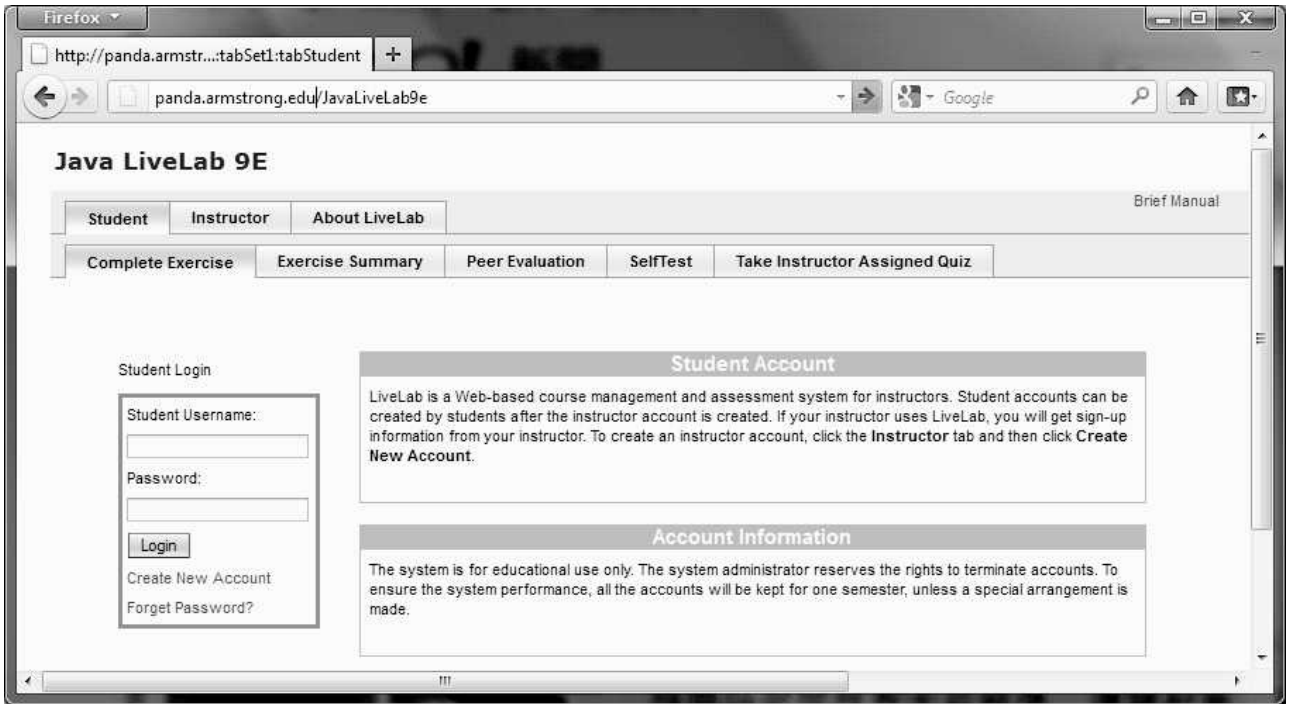 Firefox
http://panda.armstr...:tabSet1:tabStudent
panda.armstrong.edu/JavaLiveLab9e
Google
Java LiveLab 9E
Brief Manual
Student Instructor About LiveLab
Complete Exercise Exercise Summary Peer Evaluation SelfTest Take Instructor Assigned Quiz
Student Login
Student Username:
Password:
Login
Create New Account
Forget Password?
Student Account
LiveLab is a Web-based course management and assessment system for instructors. Student accounts can be
created by students after the instructor account is created. If your instructor uses LiveLab, you will get sign-up
information from your instructor. To create an instructor account, click the Instructor tab and then click Create
New Account.
Account Information
The system is for educational use only. The system administrator reserves the rights to terminate accounts. To
ensure the system performance, all the accounts will be kept for one semester, unless a special arrangement is
made.